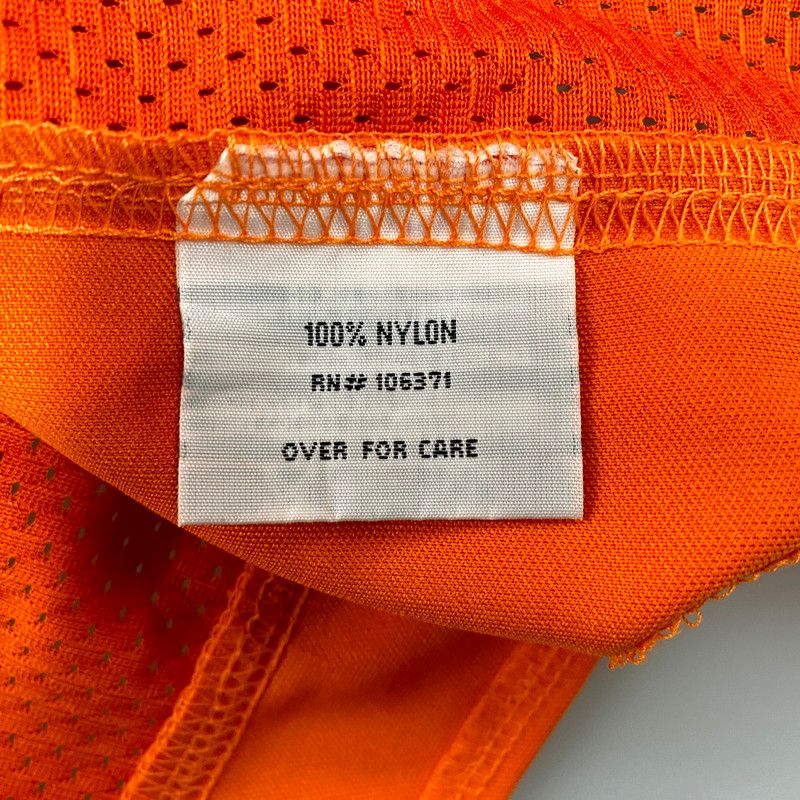 100% NYLON
RN# 106371
OVER FOR CARE